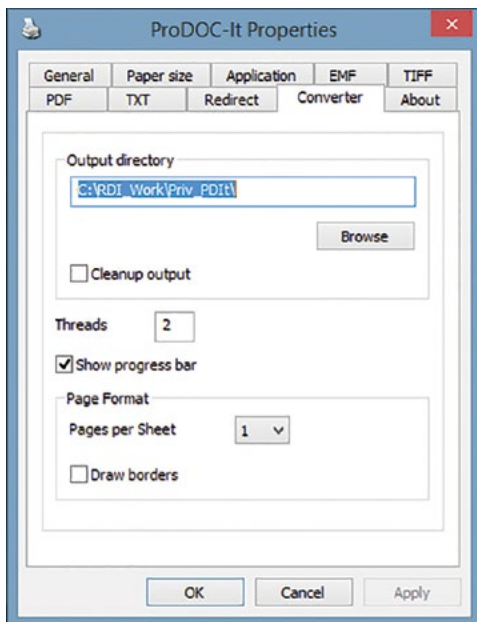 ProDOC-It Properties
General Paper size Application EMF TIFF
PDF TXT Redirect Converter About
Output directory
C:\RDI_Work\Priv_PDIt\
Browse
Cleanup output
Threads 2
Show progress bar
Page Format
Pages per Sheet 1
Draw borders
OK Cancel Apply